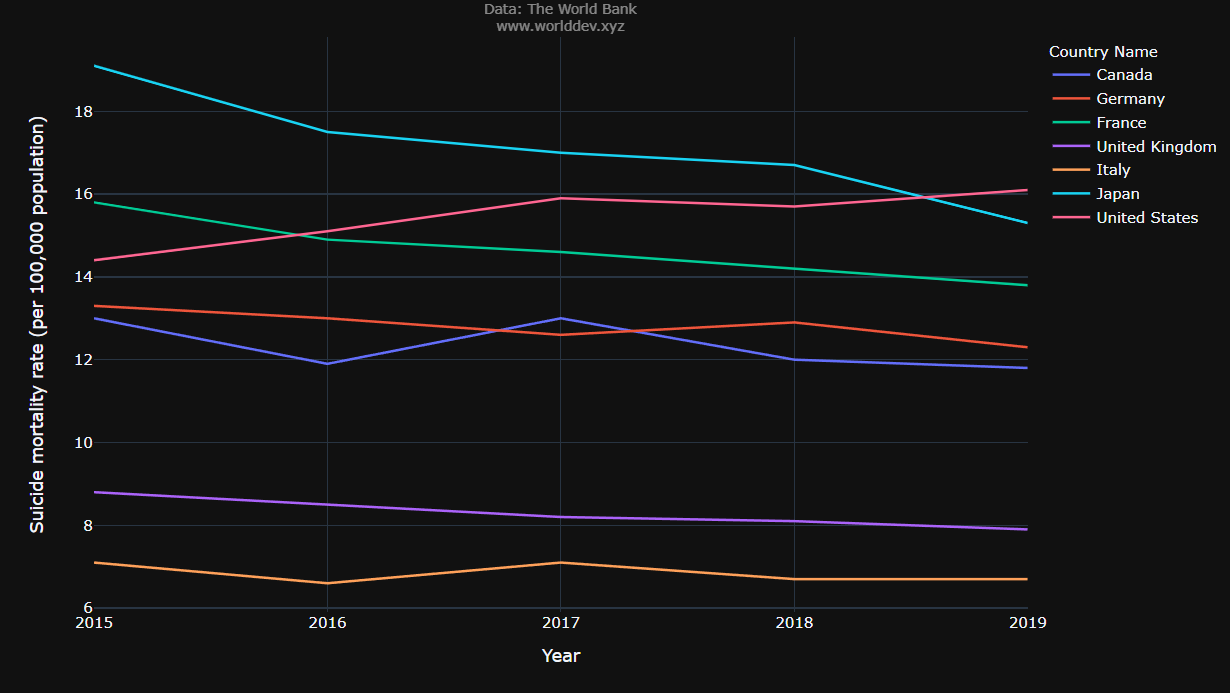 Data: The World Bank
www.worlddev.xyz
Country Name
Canada
Germany
France
United Kingdom
Italy
Japan
United States
Suicide mortality rate (per 100,000 population)
18
16
14
12
10
8
6
2015 2016 2017 2018 2019
Year